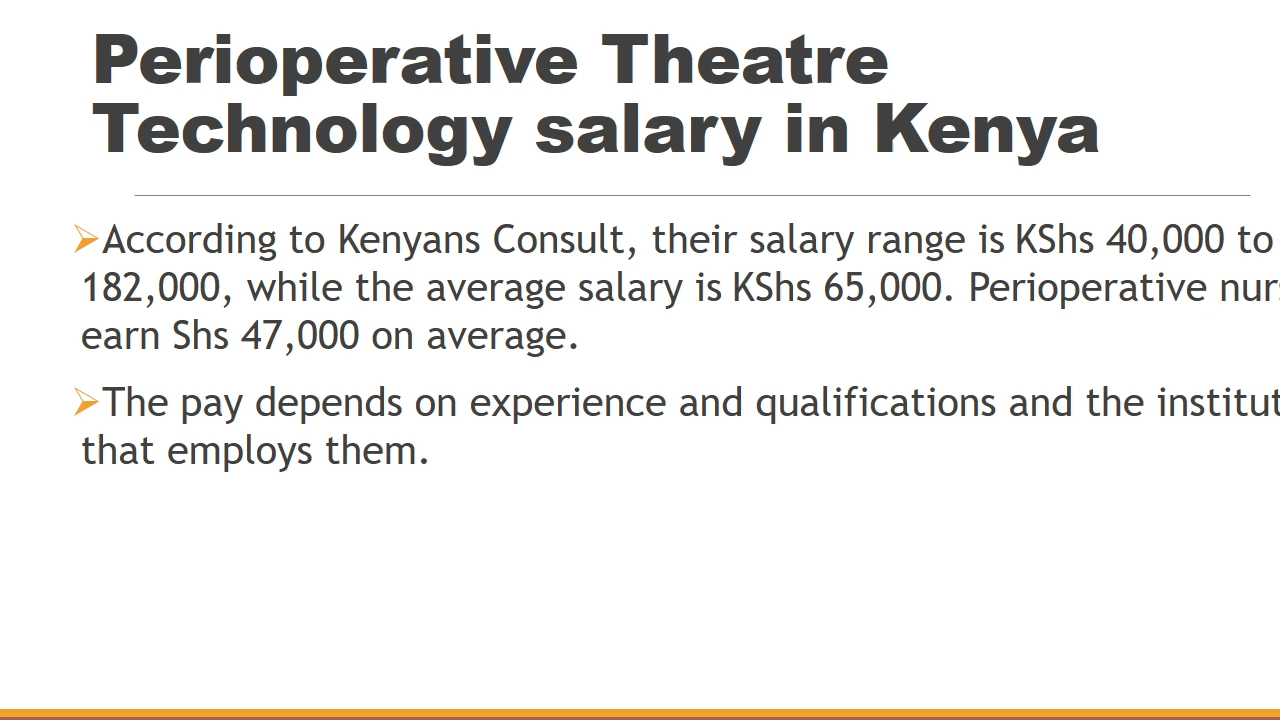 Perioperative Theatre
Technology salary in Kenya
➢According to Kenyans Consult, their salary range is KShs 40,000 to
182,000, while the average salary is KShs 65,000. Perioperative
earn Shs 47,000 on average.
➢The pay depends on experience and qualifications and the
that employs them.